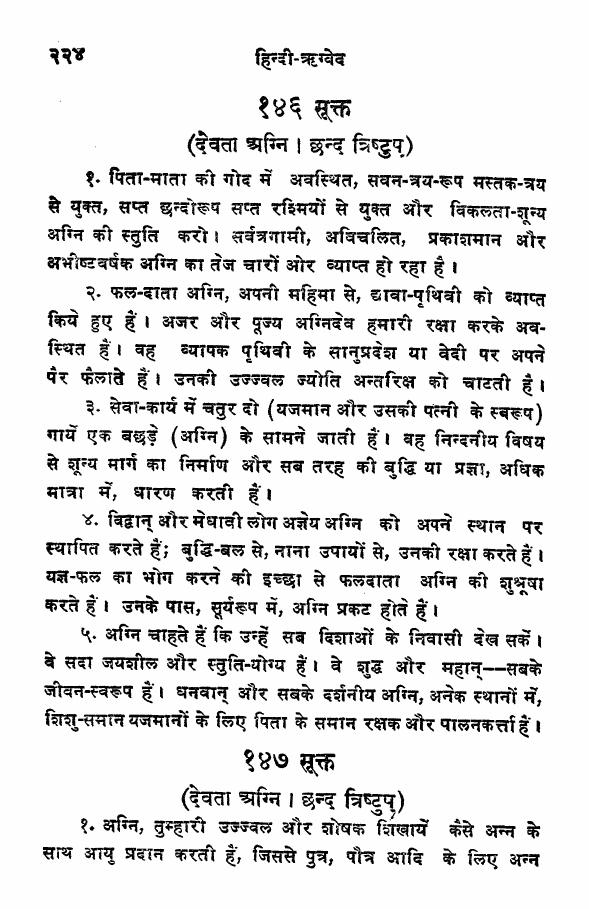 २२४ हिन्दी-ऋग्वेद
१४६ सूक्त
(देवता अग्नि । छन्द त्रिष्टुप्)
१. पिता-माता की गोद में अवस्थित, सवन-त्रय-रूप मस्तक-त्रय
से युक्त, सप्त छन्दोरूप सप्त रश्मियों से युक्त और विकलता-शून्य
अग्नि की स्तुति करो। सर्वत्रगामी, अविचलित, प्रकाशमान और
अभीष्टवर्षक अग्नि का तेज चारों ओर व्याप्त हो रहा है।
२. फल-दाता अग्नि, अपनी महिमा से, द्यावा-पृथिवी को व्याप्त
किये हुए हैं। अजर और पूज्य अग्निदेव हमारी रक्षा करके अव-
स्थित हैं। वह व्यापक पृथिवी के सानुप्रदेश या वेदी पर अपने
पैर फैलाते हैं। उनकी उज्ज्वल ज्योति अन्तरिक्ष को चाटती है।
३. सेवा-कार्य में चतुर दो (यजमान और उसकी पत्नी के स्वरूप)
गायें एक बछड़े (अग्नि) के सामने जाती हैं। वह निन्दनीय विषय
से शून्य मार्ग का निर्माण और सब तरह की बुद्धि या प्रज्ञा, अधिक
मात्रा में, धारण करती हैं।
४. विद्वान् और मेधावी लोग अज्ञेय अग्नि को अपने स्थान पर
स्थापित करते हैं; बुद्धि-बल से, नाना उपायों से, उनकी रक्षा करते हैं।
यज्ञ-फल का भोग करने की इच्छा से फलदाता अग्नि की शुश्रूषा
करते हैं। उनके पास, सूर्यरूप में, अग्नि प्रकट होते हैं।
५. अग्नि चाहते हैं कि उन्हें सब दिशाओं के निवासी देख सकें।
वे सदा जयशील और स्तुति-योग्य हैं। वे शुद्ध और महान्—सबके
जीवन-स्वरूप हैं। धनवान् और सबके दर्शनीय अग्नि, अनेक स्थानों में,
शिशु-समान यजमानों के लिए पिता के समान रक्षक और पालनकर्त्ता हैं।
१४७ सूक्त
(देवता अग्नि । छन्द त्रिष्टुप्)
१. अग्नि, तुम्हारी उज्ज्वल और शोषक शिखायें कैसे अन्न के
साथ आयु प्रदान करती हैं, जिससे पुत्र, पौत्र आदि के लिए अन्न